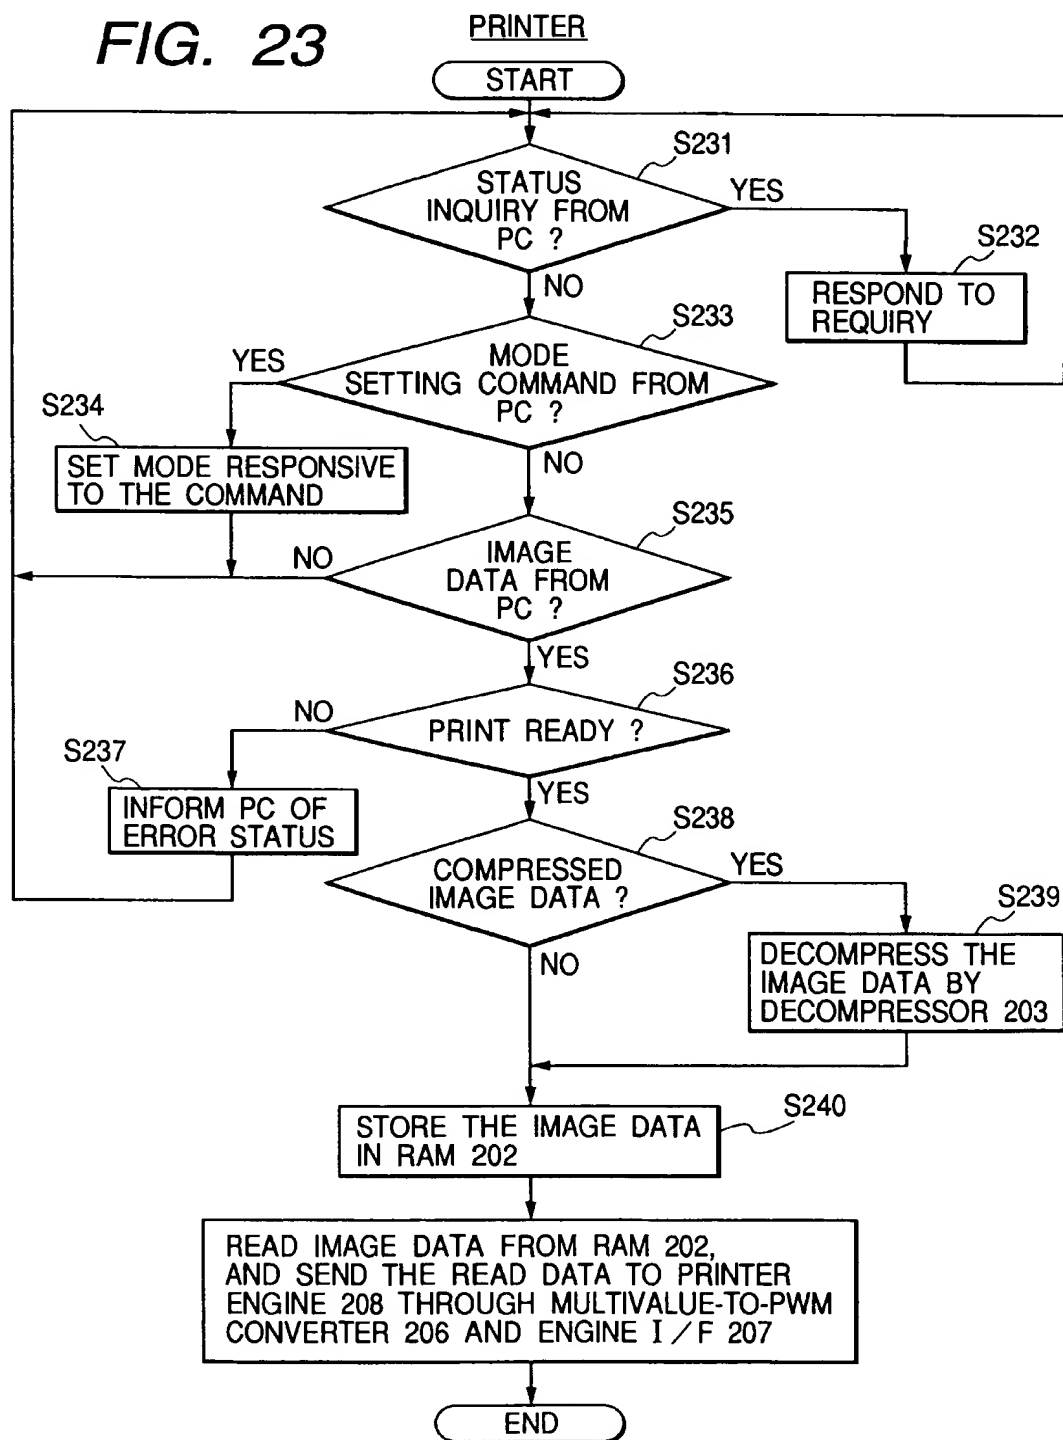 FIG. 23
PRINTER
START
S231
STATUS
INQUIRY FROM
PC ?
YES
NO
S232
RESPOND TO
REQUIRY
S233
MODE
SETTING COMMAND FROM
PC ?
YES
NO
S234
SET MODE RESPONSIVE
TO THE COMMAND
S235
IMAGE
DATA FROM
PC ?
NO
YES
S236
PRINT READY ?
NO
YES
S237
INFORM PC OF
ERROR STATUS
S238
COMPRESSED
IMAGE DATA ?
YES
NO
S239
DECOMPRESS THE
IMAGE DATA BY
DECOMPRESSOR 203
S240
STORE THE IMAGE DATA
IN RAM 202
READ IMAGE DATA FROM RAM 202,
AND SEND THE READ DATA TO PRINTER
ENGINE 208 THROUGH MULTIVALUE-TO-PWM
CONVERTER 206 AND ENGINE I/F 207
END